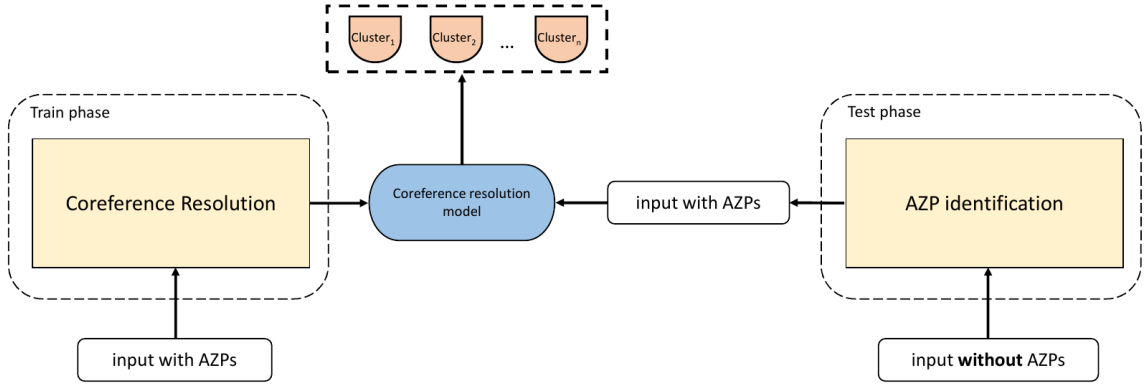 Cluster₁ Cluster₂ ... Clusterₙ
Train phase
Test phase
Coreference Resolution
Coreference resolution
model
input with AZPs
AZP identification
input with AZPs
input without AZPs